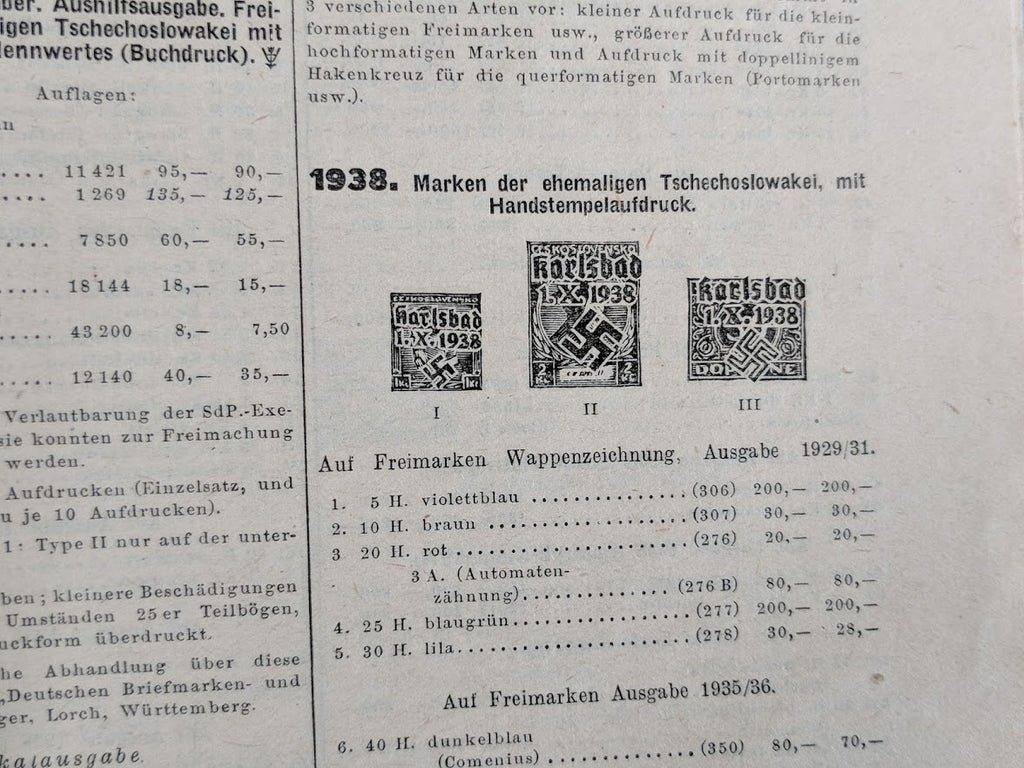 ber. Aushilfsausgabe. Frei-
igen Tschechoslowakei mit
lennwertes (Buchdruck).
Auflagen:
n
.... 11 421 95,— 90,—
.... 1 269 135,— 125,—
.... 7 850 60,— 55,—
..... 18 144 18,— 15,—
..... 43 200 8,— 7,50
.... 12 140 40,— 35,—
Verlautbarung der SdP.-Exe-
sie konnten zur Freimachung
werden.
Aufdrucken (Einzelsatz, und
u je 10 Aufdrucken).
1: Type II nur auf der unter-
ben; kleinere Beschädigungen
Umständen 25 er Teilbögen,
uckform überdruckt.
he Abhandlung über diese
„Deutschen Briefmarken- und
ger, Lorch, Württemberg.
kalausgabe.
3 verschiedenen Arten vor: kleiner Aufdruck für die klein-
formatigen Freimarken usw., größerer Aufdruck für die
hochformatigen Marken und Aufdruck mit doppellinigem
Hakenkreuz für die querformatigen Marken (Portomarken
usw.).
1938. Marken der ehemaligen Tschechoslowakei, mit
Handstempelaufdruck.
ČESKOSLOVENSKO
Karlsbad
1.X.1938
1K
I
ČESKOSLOVENSKO
Karlsbad
1.X.1938
2 2
II
Karlsbad
1.X.1938
III
Auf Freimarken Wappenzeichnung, Ausgabe 1929/31.
1. 5 H. violettblau ................(306) 200,— 200,—
2. 10 H. braun .....................(307) 30,— 30,—
3 20 H. rot ........................(276) 20,— 20,—
3 A. (Automaten-
zähnung)................(276 B) 80,— 80,—
4. 25 H. blaugrün...................(277) 200,— 200,—
5. 30 H. lila.......................(278) 30,— 28,—
Auf Freimarken Ausgabe 1935/36.
6. 40 H. dunkelblau
(Comenius) ................(350) 80,— 70,—